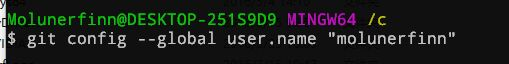 Molunerfinn@DESKTOP-251S9D9 MINGW64 /c
$ git config --global user.name "molunerfinn"